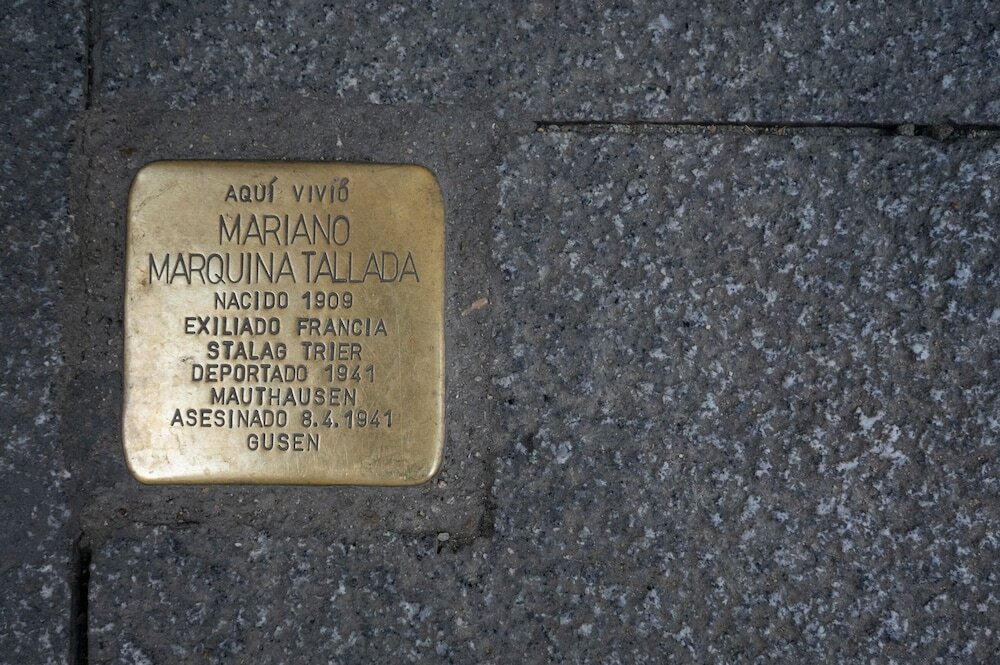 AQUÍ VIVIÓ
MARIANO
MARQUINA TALLADA
NACIDO 1909
EXILIADO FRANCIA
STALAG TRIER
DEPORTADO 1941
MAUTHAUSEN
ASESINADO 8.4.1941
GUSEN